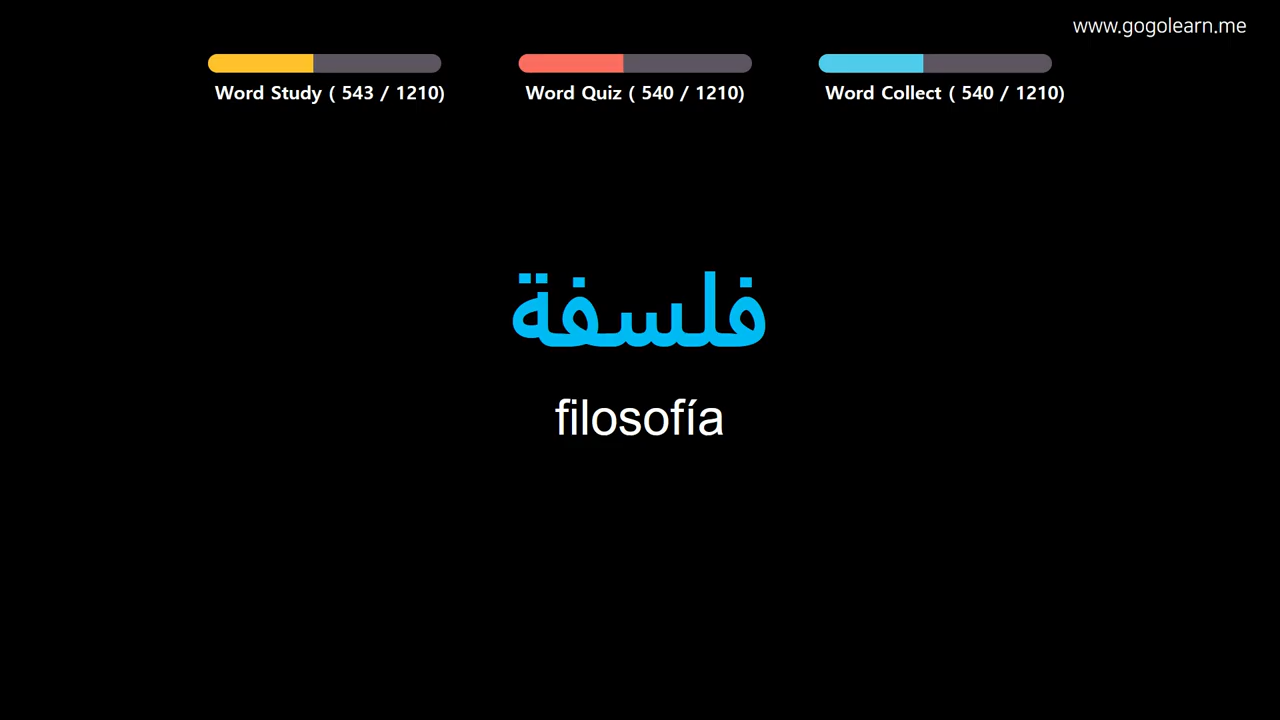 www.gogolearn.me
Word Study ( 543 / 1210)
Word Quiz ( 540 / 1210)
Word Collect ( 540 / 1210)
فلسفة
filosofía